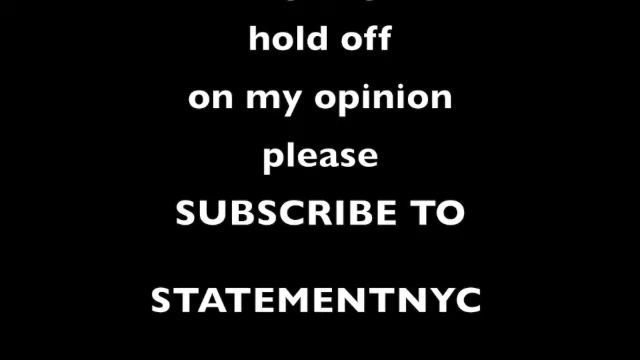 hold off
on my opinion
please
SUBSCRIBE TO
STATEMENTNYC